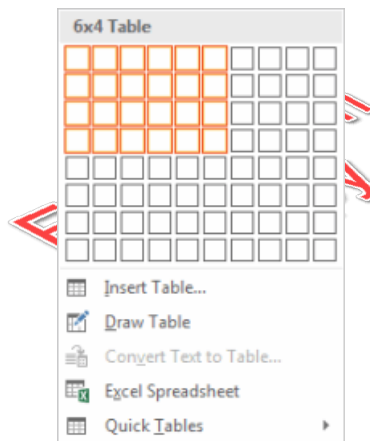 6x4 Table
Insert Table...
Draw Table
Convert Text to Table...
Excel Spreadsheet
Quick Tables